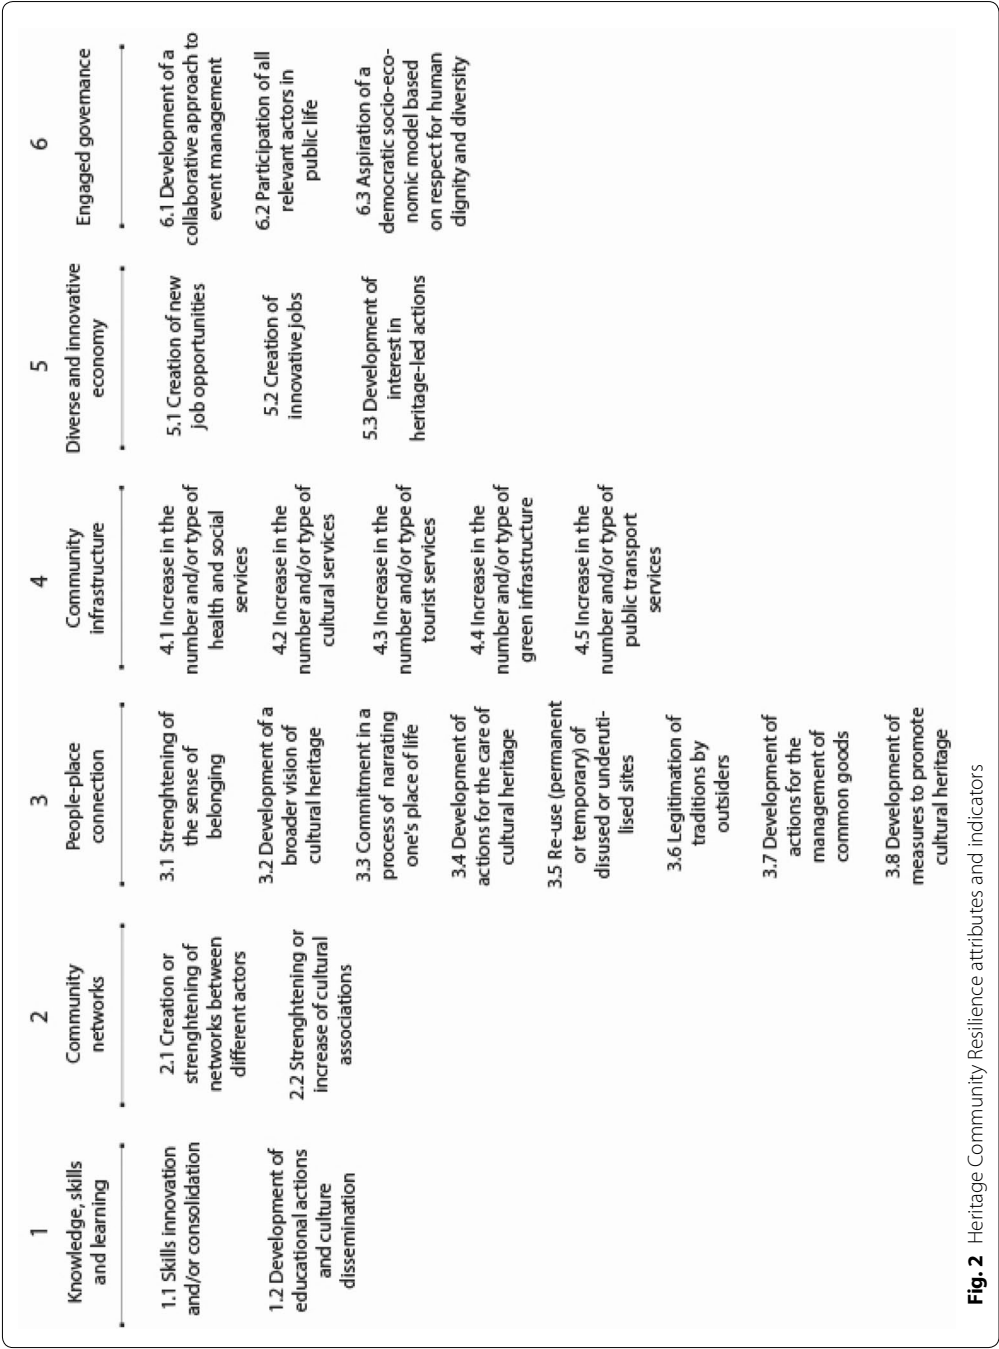 1
Knowledge, skills
and learning
1.1 Skills innovation
and/or consolidation
1.2 Development of
educational actions
and culture
dissemination
2
Community
networks
2.1 Creation or
strenghtening of
networks between
different actors
2.2 Strenghtening or
increase of cultural
associations
3
People-place
connection
3.1 Strenghtening of
the sense of
belonging
3.2 Development of a
broader vision of
cultural heritage
3.3 Commitment in a
process of narrating
one's place of life
3.4 Development of
actions for the care of
cultural heritage
3.5 Re-use (permanent
or temporary) of
disused or underuti-
lised sites
3.6 Legitimation of
traditions by
outsiders
3.7 Development of
actions for the
management of
common goods
3.8 Development of
measures to promote
cultural heritage
4
Community
infrastructure
4.1 Increase in the
number and/or type of
health and social
services
4.2 Increase in the
number and/or type of
cultural services
4.3 Increase in the
number and/or type of
tourist services
4.4 Increase in the
number and/or type of
green infrastructure
4.5 Increase in the
number and/or type of
public transport
services
5
Diverse and innovative
economy
5.1 Creation of new
job opportunities
5.2 Creation of
innovative jobs
5.3 Development of
interest in
heritage-led actions
6
Engaged governance
6.1 Development of a
collaborative approach to
event management
6.2 Participation of all
relevant actors in
public life
6.3 Aspiration of a
democratic socio-eco-
nomic model based
on respect for human
dignity and diversity
Fig. 2 Heritage Community Resilience attributes and indicators